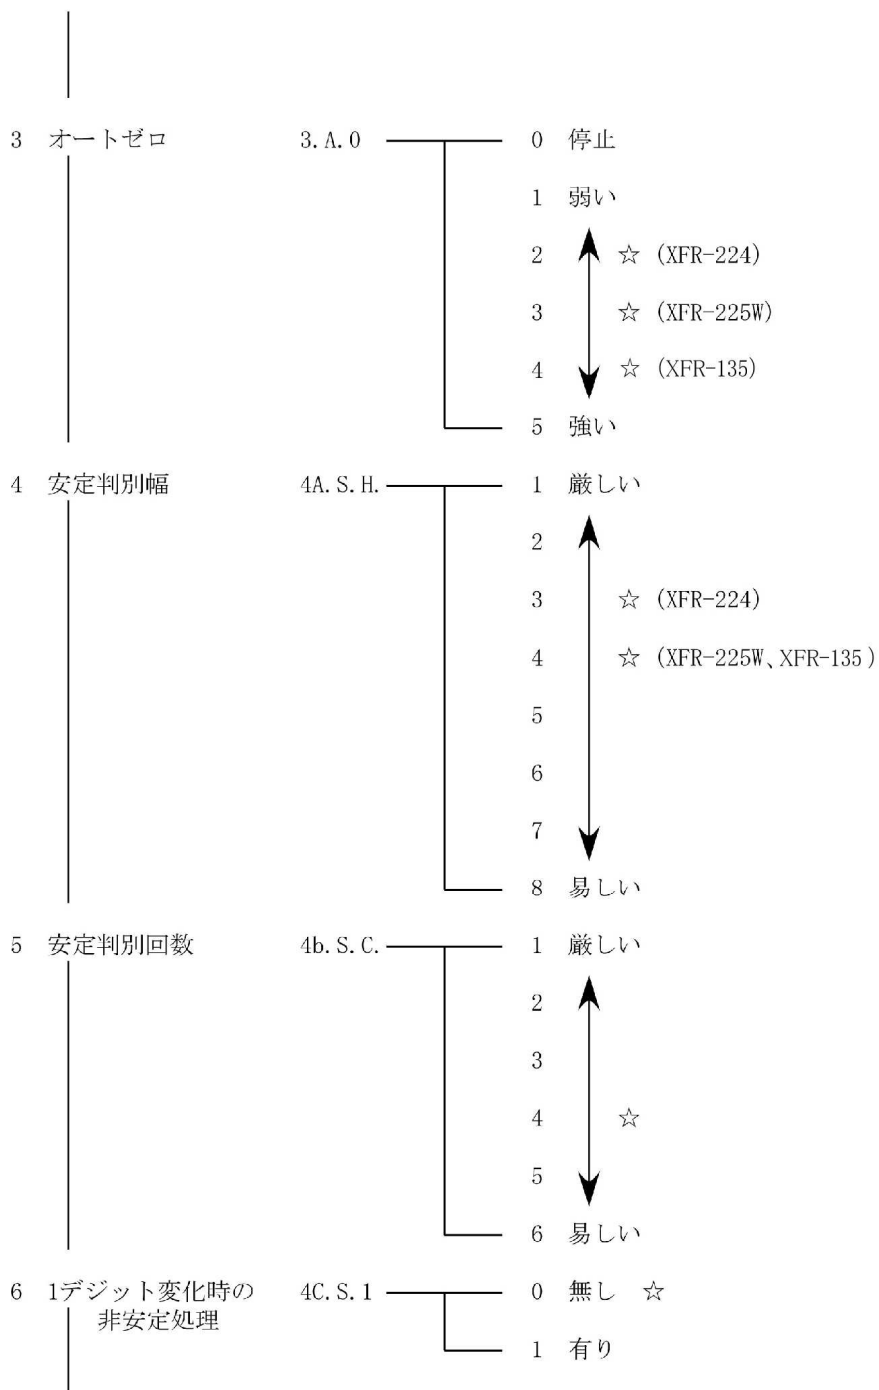 3 オートゼロ 3.A.0 0 停止
1 弱い
2 ☆ (XFR-224)
3 ☆ (XFR-225W)
4 ☆ (XFR-135)
5 強い
4 安定判別幅 4A.S.H. 1 厳しい
2
3 ☆ (XFR-224)
4 ☆ (XFR-225W、XFR-135)
5
6
7
8 易しい
5 安定判別回数 4b.S.C. 1 厳しい
2
3
4 ☆
5
6 易しい
6 1デジット変化時の 4C.S.1 0 無し ☆
非安定処理
1 有り